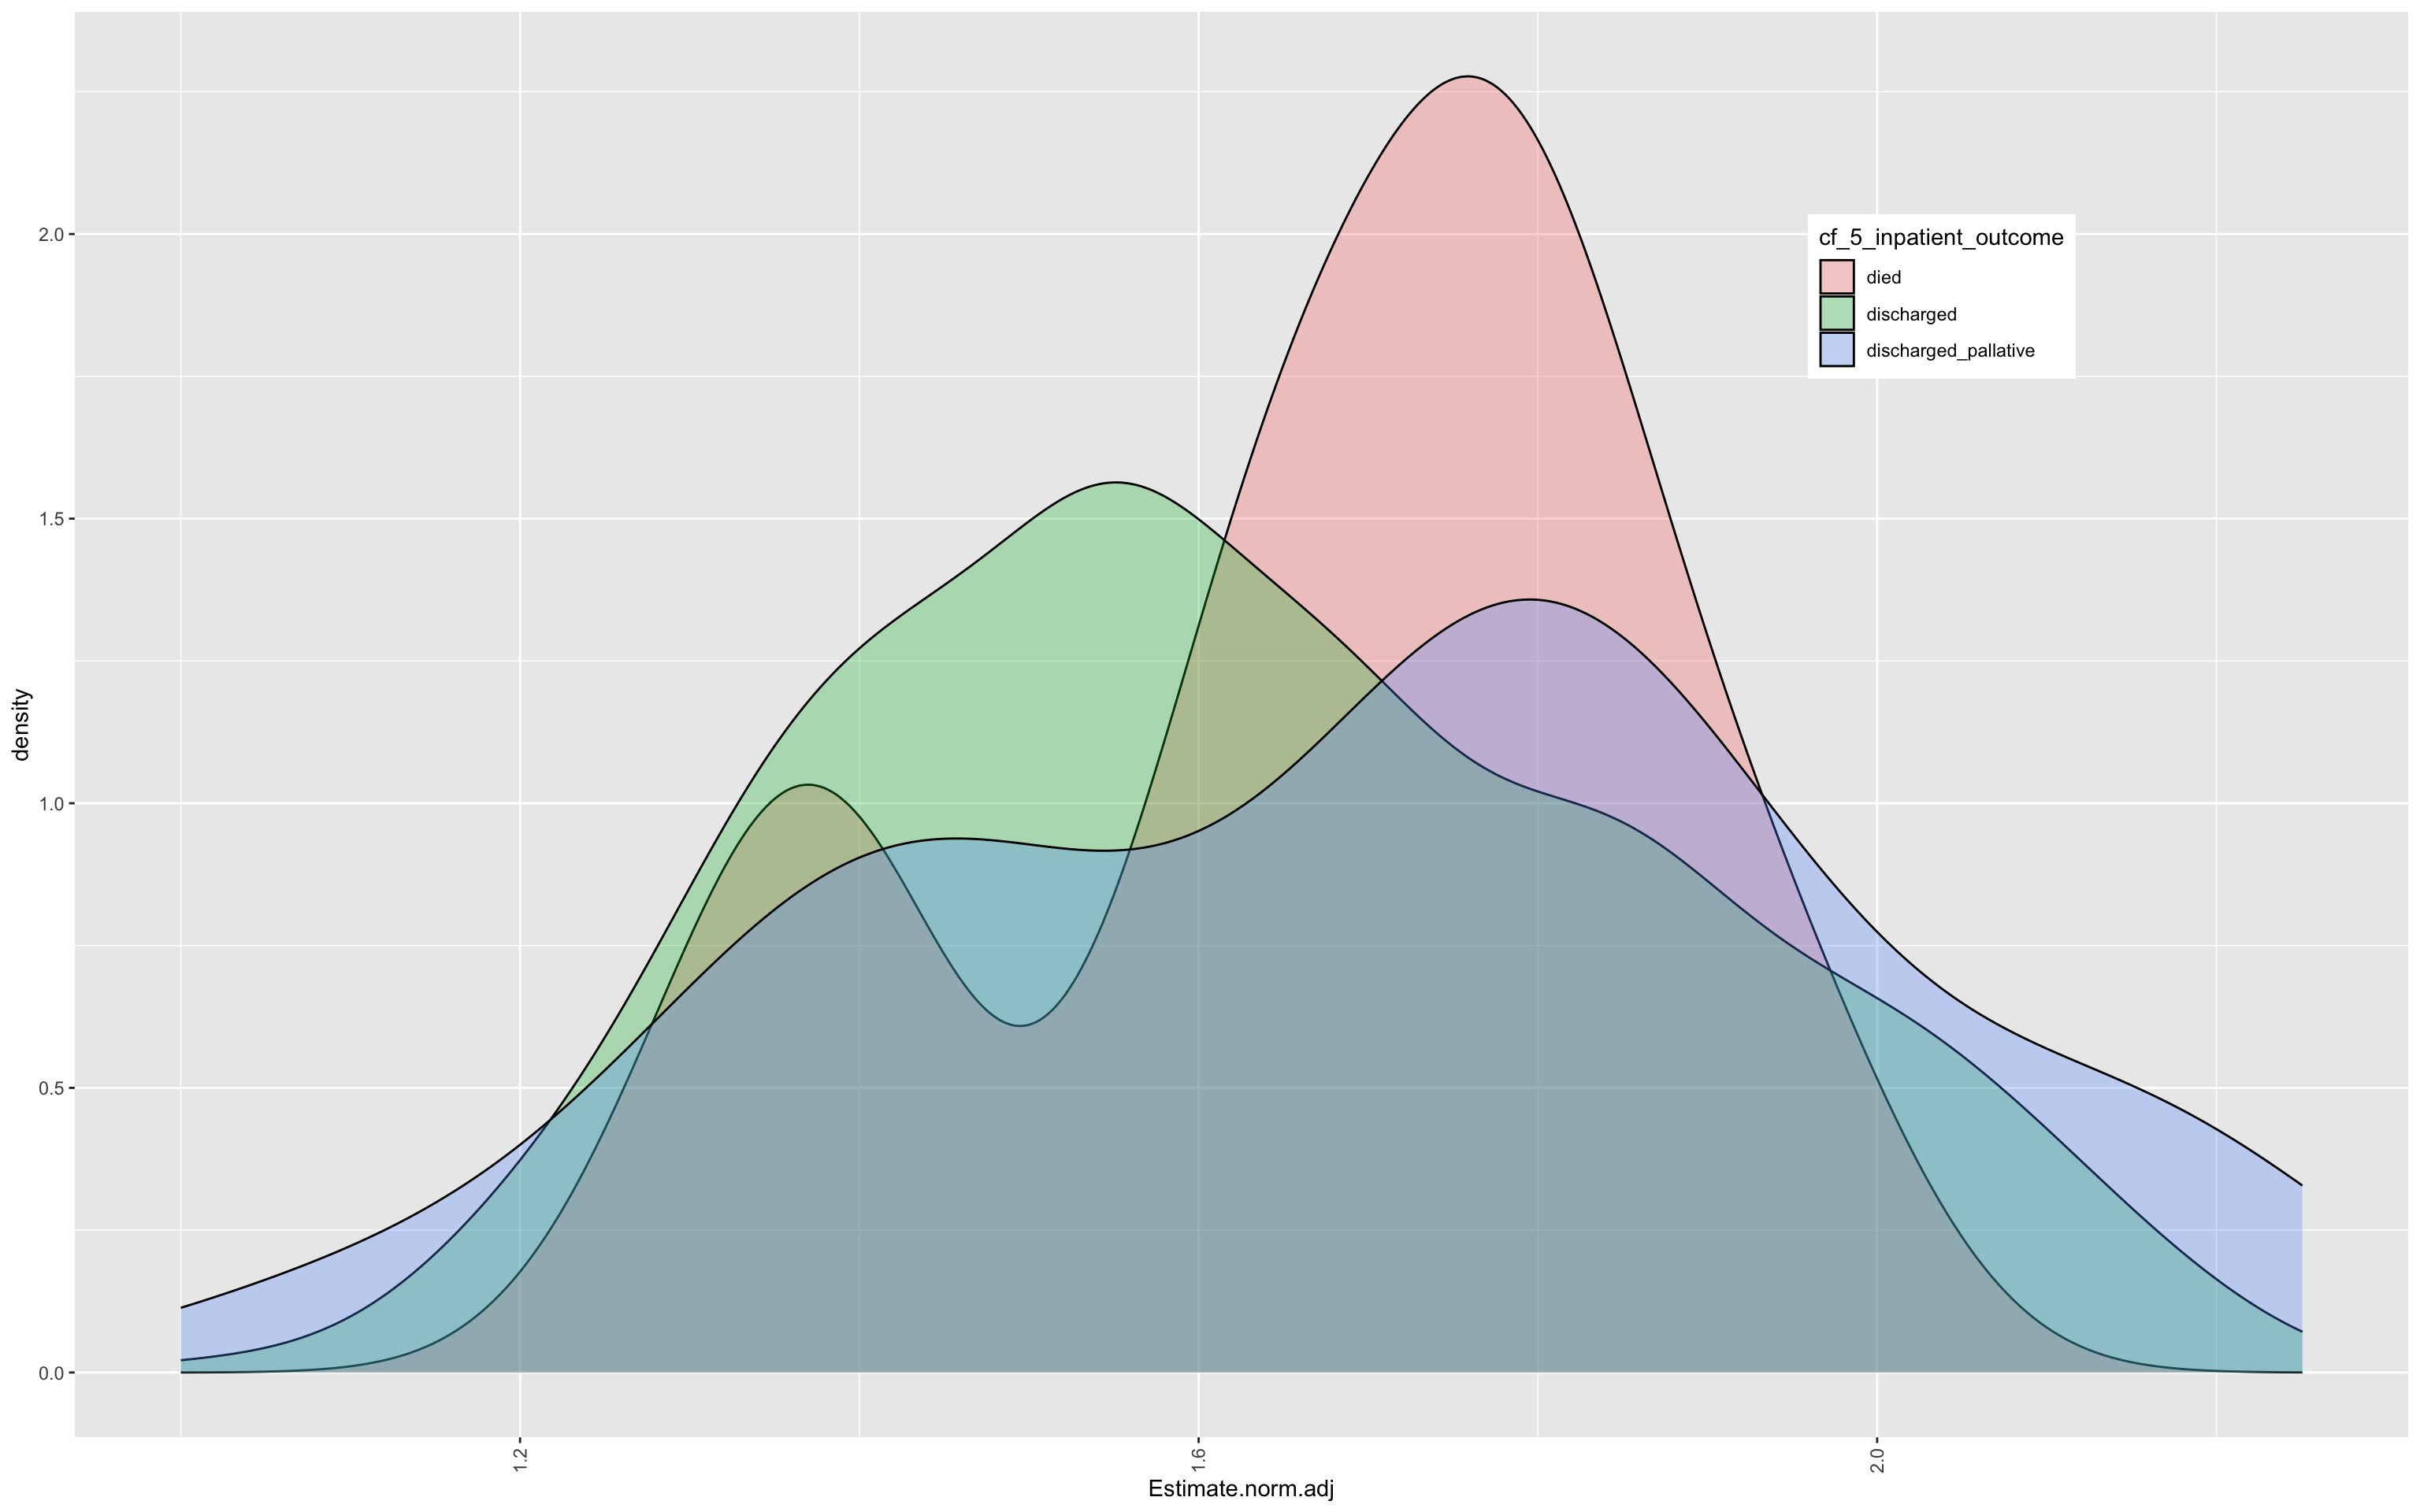 2.0
1.5
1.0
0.5
0.0
density
1.2
1.6
2.0
Estimate.norm.adj
cf_5_inpatient_outcome
died
discharged
discharged_pallative